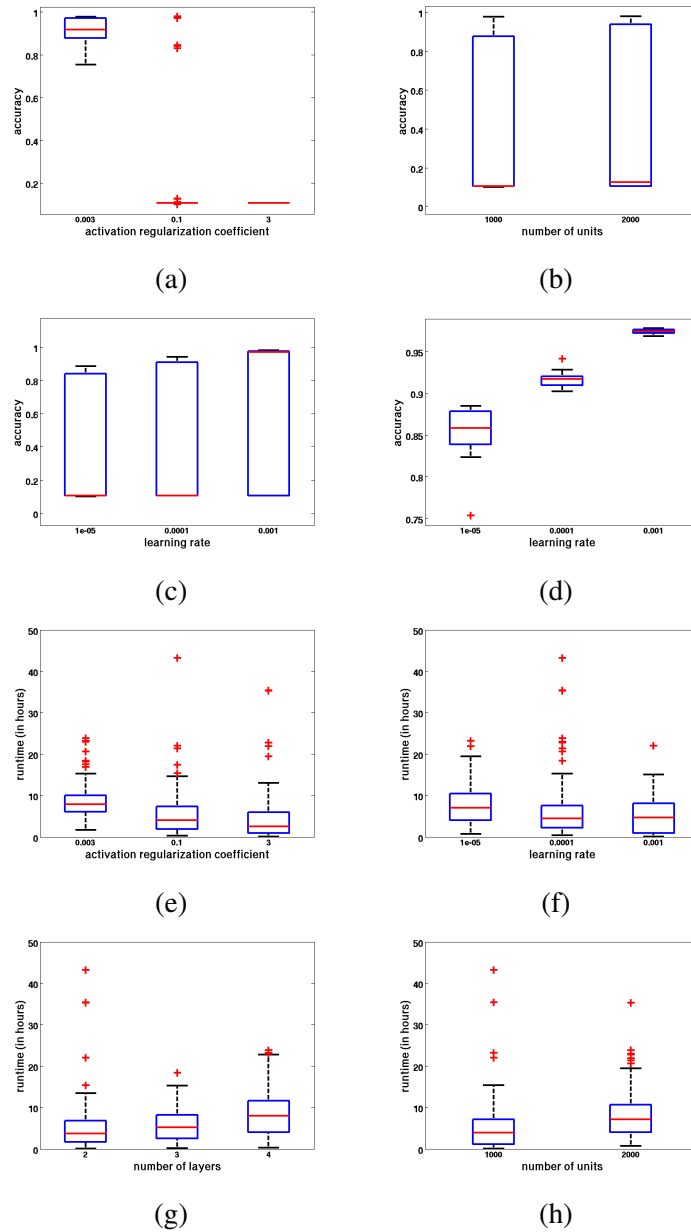 1
0.8
0.6
0.4
0.2
accuracy
0.003 0.1 3
activation regularization coefficient
(a)
1
0.8
0.6
0.4
0.2
0
accuracy
1000 2000
number of units
(b)
1
0.8
0.6
0.4
0.2
0
accuracy
1e-05 0.0001 0.001
learning rate
(c)
0.95
0.9
0.85
0.8
0.75
accuracy
1e-05 0.0001 0.001
learning rate
(d)
50
40
30
20
10
0
runtime (in hours)
0.003 0.1 3
activation regularization coefficient
(e)
50
40
30
20
10
0
runtime (in hours)
1e-05 0.0001 0.001
learning rate
(f)
50
40
30
20
10
0
runtime (in hours)
2 3 4
number of layers
(g)
50
40
30
20
10
0
runtime (in hours)
1000 2000
number of units
(h)